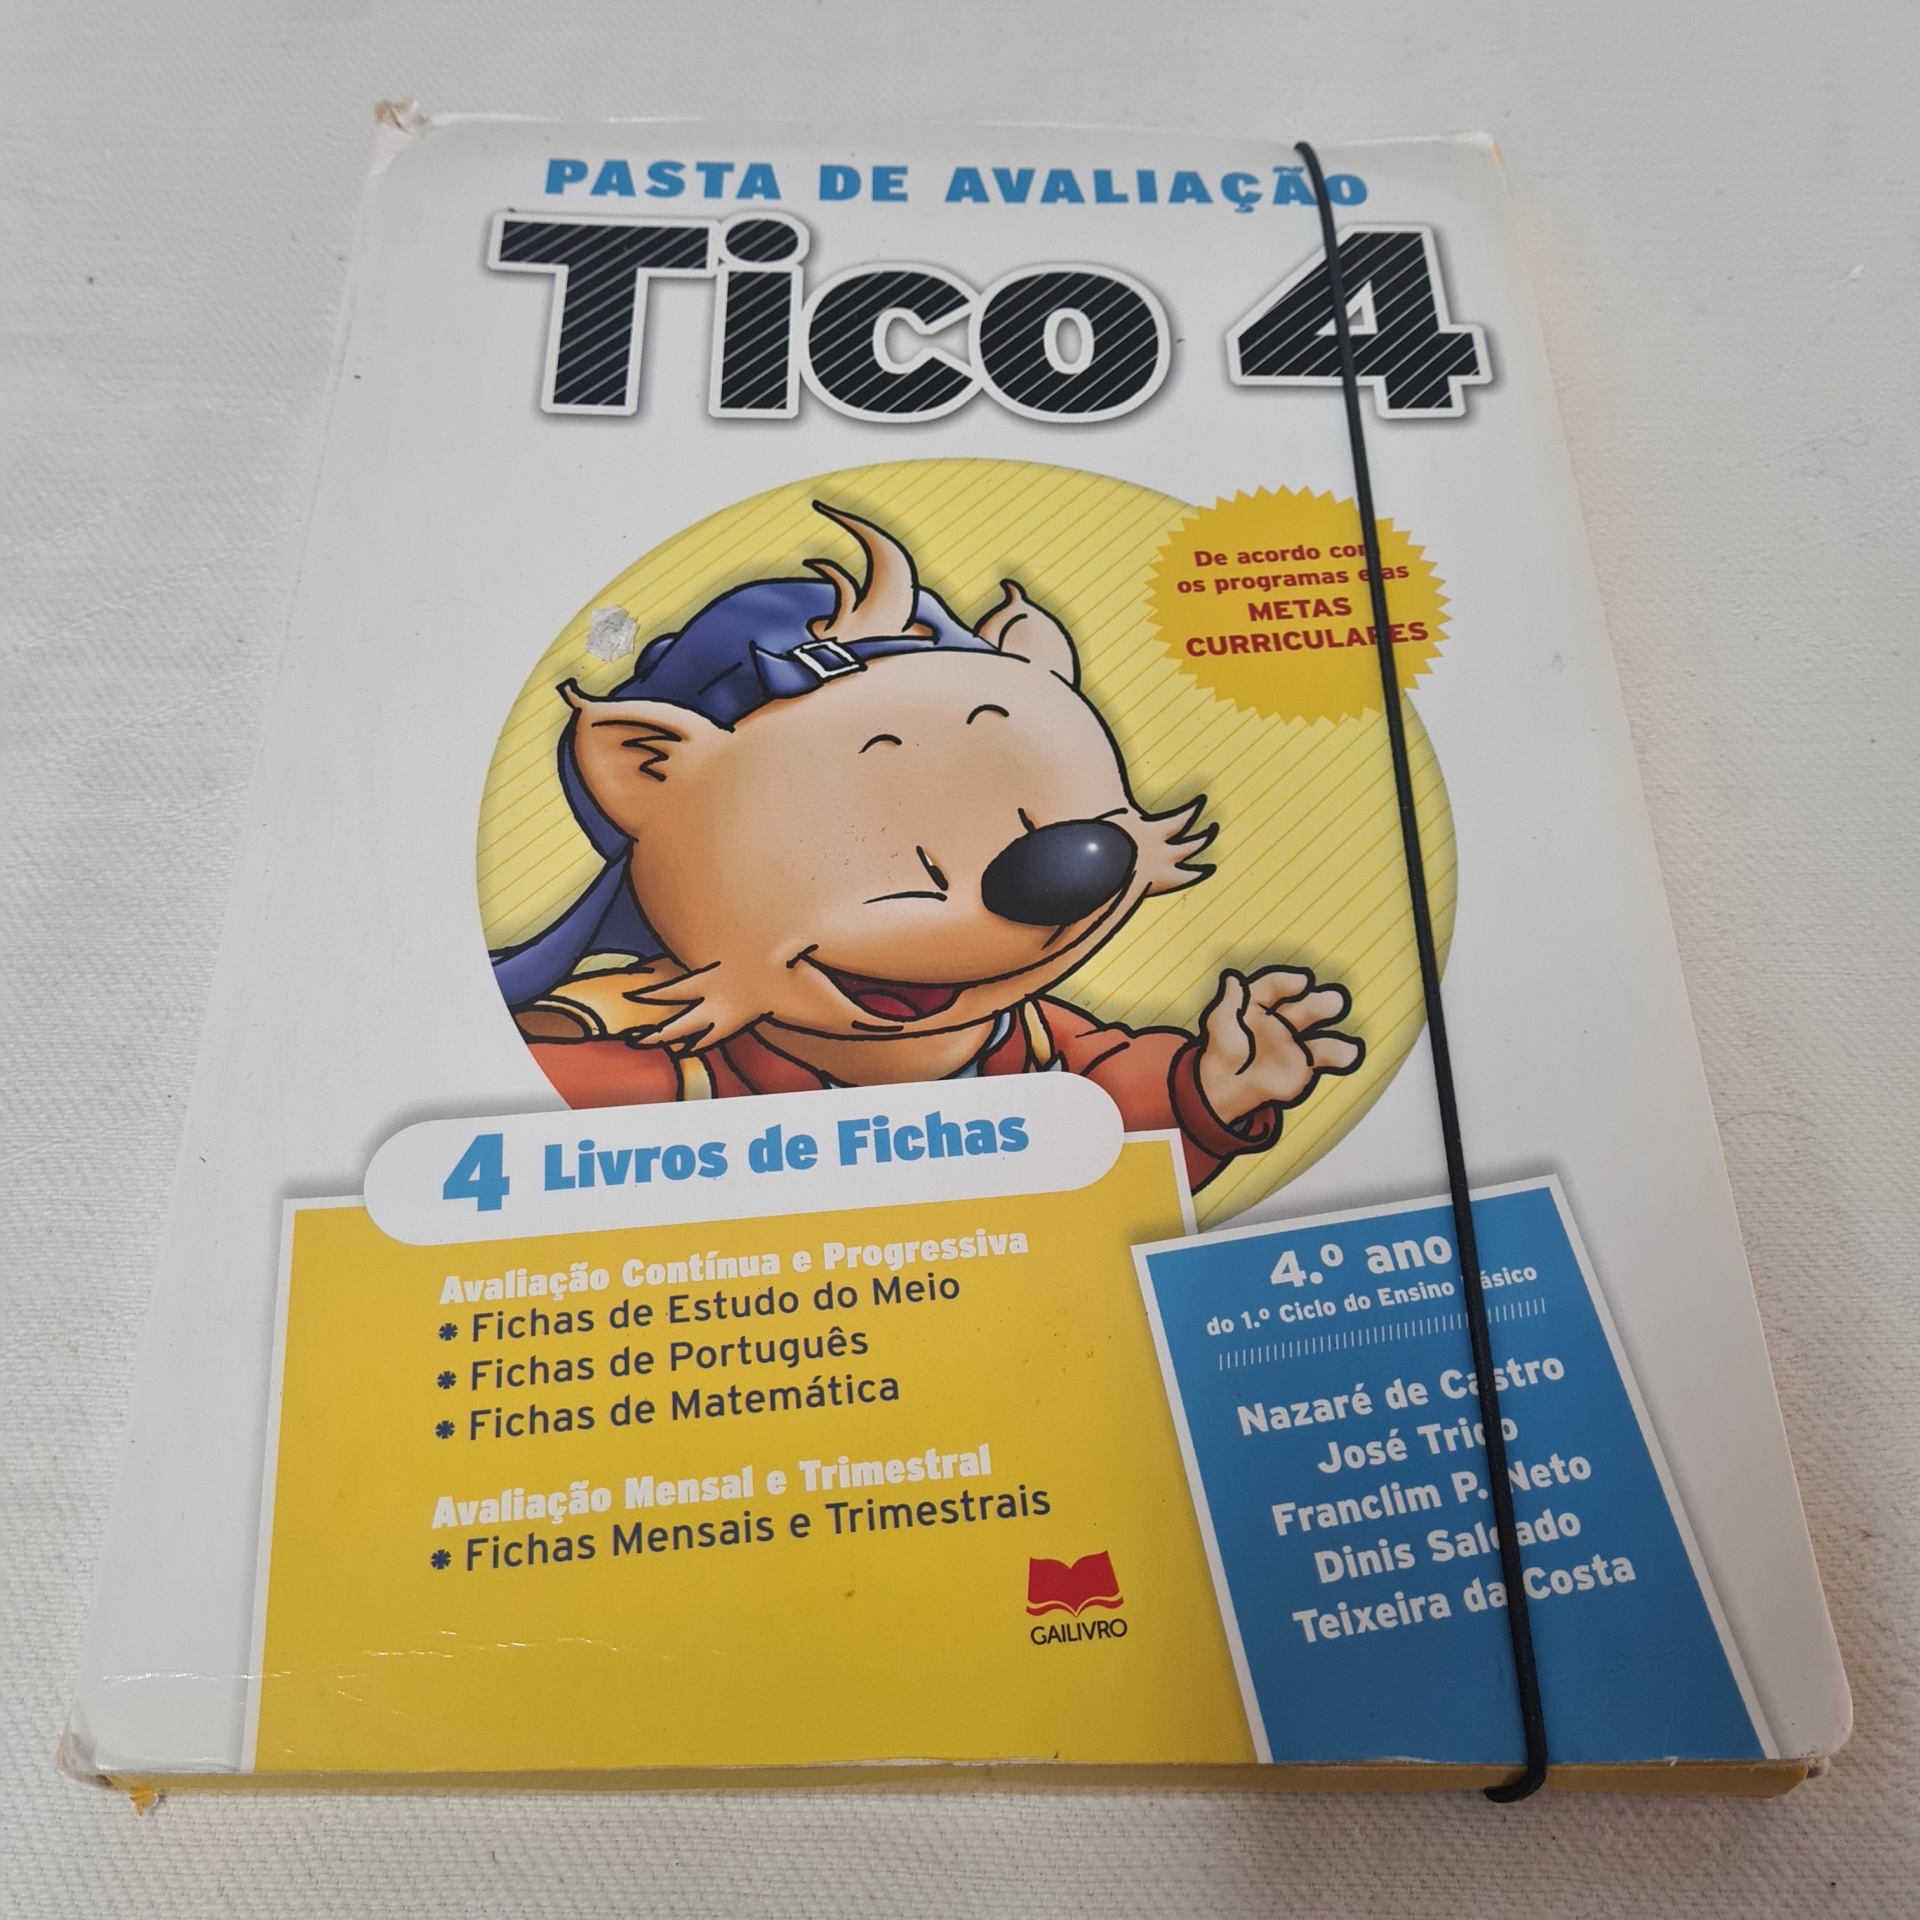 PASTA DE AVALIAÇÃO
Tico 4
De acordo com
os programas e as
METAS
CURRICULARES
4 Livros de Fichas
Avaliação Contínua e Progressiva
* Fichas de Estudo do Meio
* Fichas de Português
* Fichas de Matemática
Avaliação Mensal e Trimestral
* Fichas Mensais e Trimestrais
GAILIVRO
4.º ano
do 1.º Ciclo do Ensino Básico
Nazaré de Castro
José Trigo
Franclim P. Neto
Dinis Salgado
Teixeira da Costa